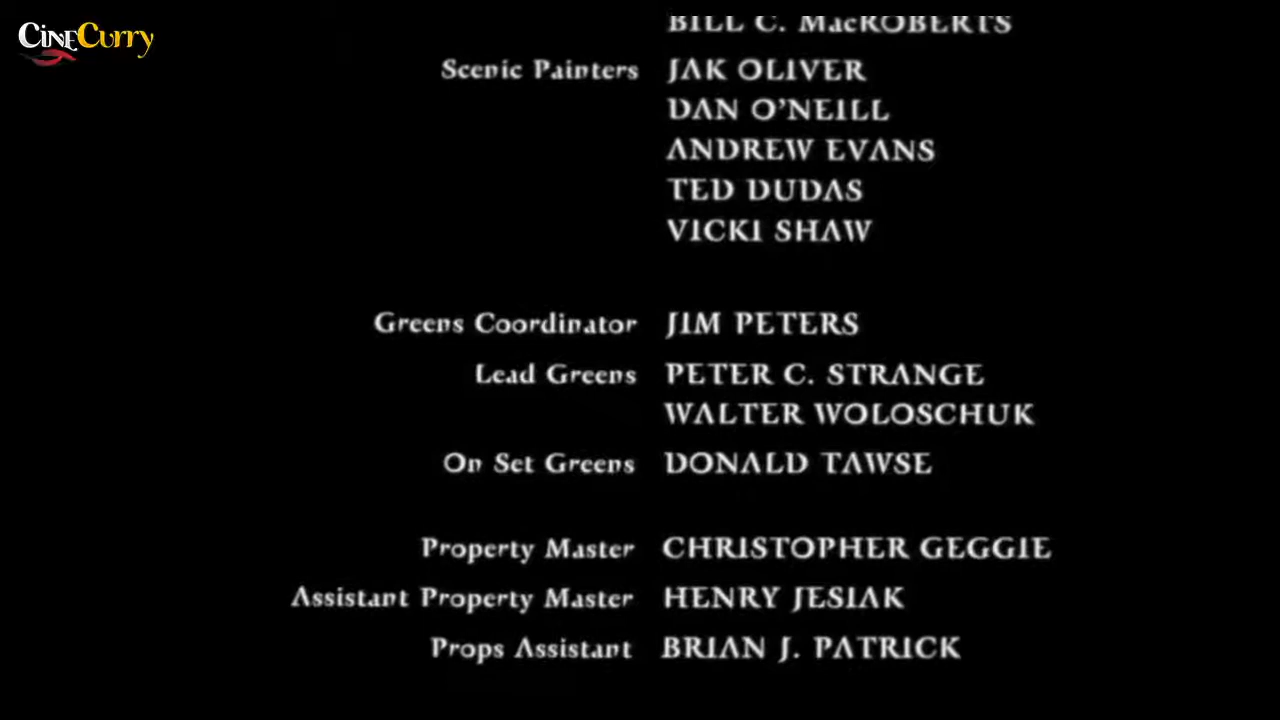 CineCurry
BILL C. MacROBERTS
Scenic Painters JAK OLIVER
DAN O'NEILL
ANDREW EVANS
TED DUDAS
VICKI SHAW
Greens Coordinator JIM PETERS
Lead Greens PETER C. STRANGE
WALTER WOLOSCHUK
On Set Greens DONALD TAWSE
Property Master CHRISTOPHER GEGGIE
Assistant Property Master HENRY JESIAK
Props Assistant BRIAN J. PATRICK